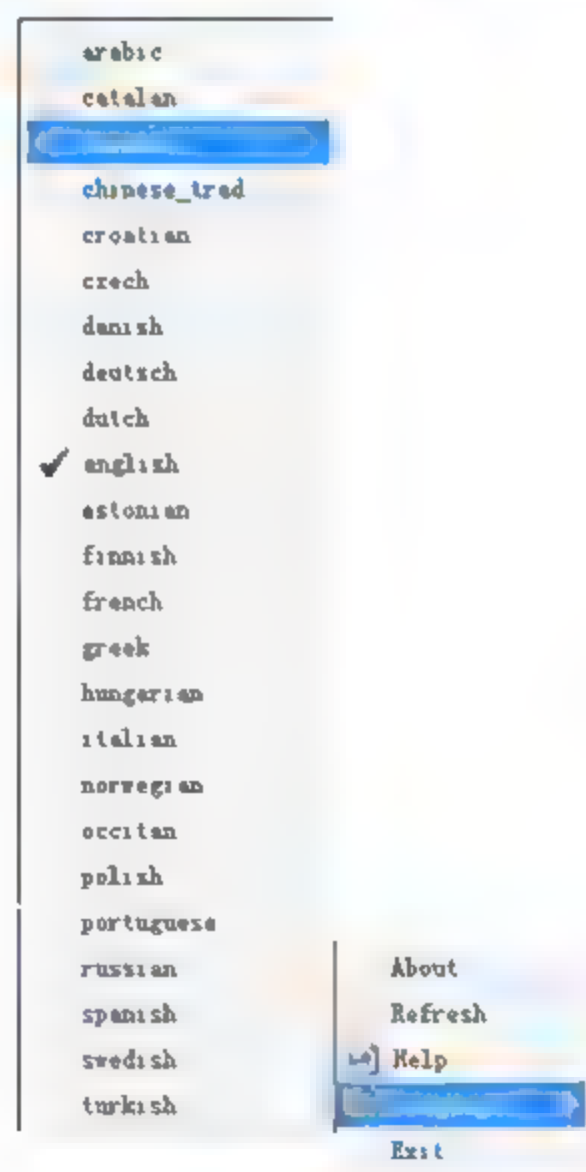 arabic
catalan
chinese_trad
croatian
czech
danish
deutsch
dutch
english
estonian
finnish
french
greek
hungarian
italian
norwegian
occitan
polish
portuguese
russian
spanish
swedish
turkish
About
Refresh
Help
Exit